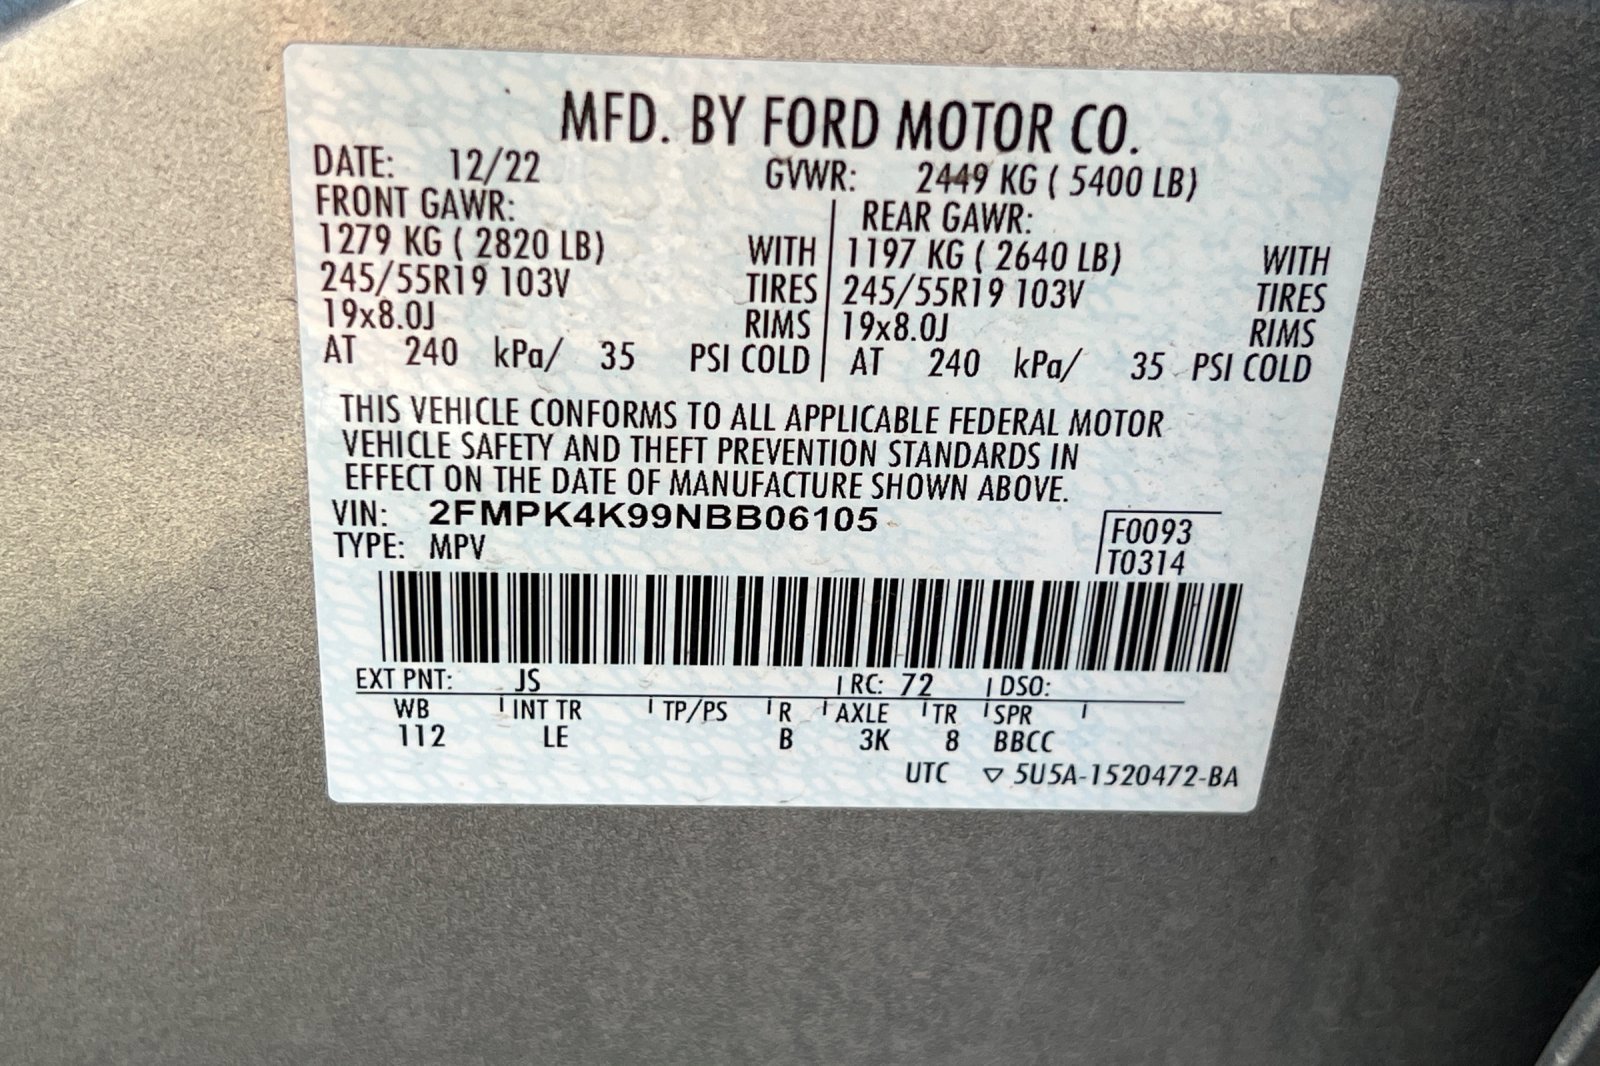 MFD. BY FORD MOTOR CO.
DATE: 12/22 GVWR: 2449 KG ( 5400 LB)
FRONT GAWR: REAR GAWR:
1279 KG ( 2820 LB) WITH 1197 KG ( 2640 LB) WITH
245/55R19 103V TIRES 245/55R19 103V TIRES
19x8.0J RIMS 19x8.0J RIMS
AT 240 kPa/ 35 PSI COLD AT 240 kPa/ 35 PSI COLD
THIS VEHICLE CONFORMS TO ALL APPLICABLE FEDERAL MOTOR
VEHICLE SAFETY AND THEFT PREVENTION STANDARDS IN
EFFECT ON THE DATE OF MANUFACTURE SHOWN ABOVE.
VIN: 2FMPK4K99NBB06105 F0093
TYPE: MPV T0314
EXT PNT: JS RC: 72 DSO:
WB INT TR TP/PS R AXLE TR SPR
112 LE B 3K 8 BBCC
UTC ▽ 5U5A-1520472-BA